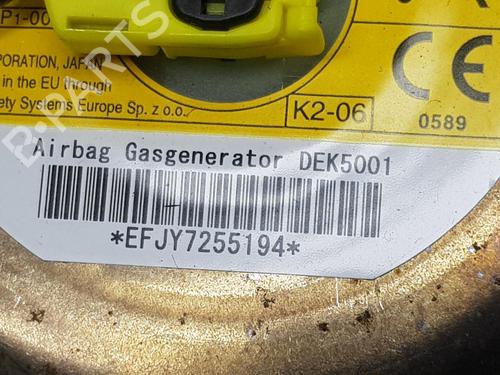 P1-00
PORATION, JAPAN
in the EU through
ety Systems Europe Sp. z o.o.
K2-06
CE
0589
Airbag Gasgenerator DEK5001
*EFJY7255194*
B-PARTS